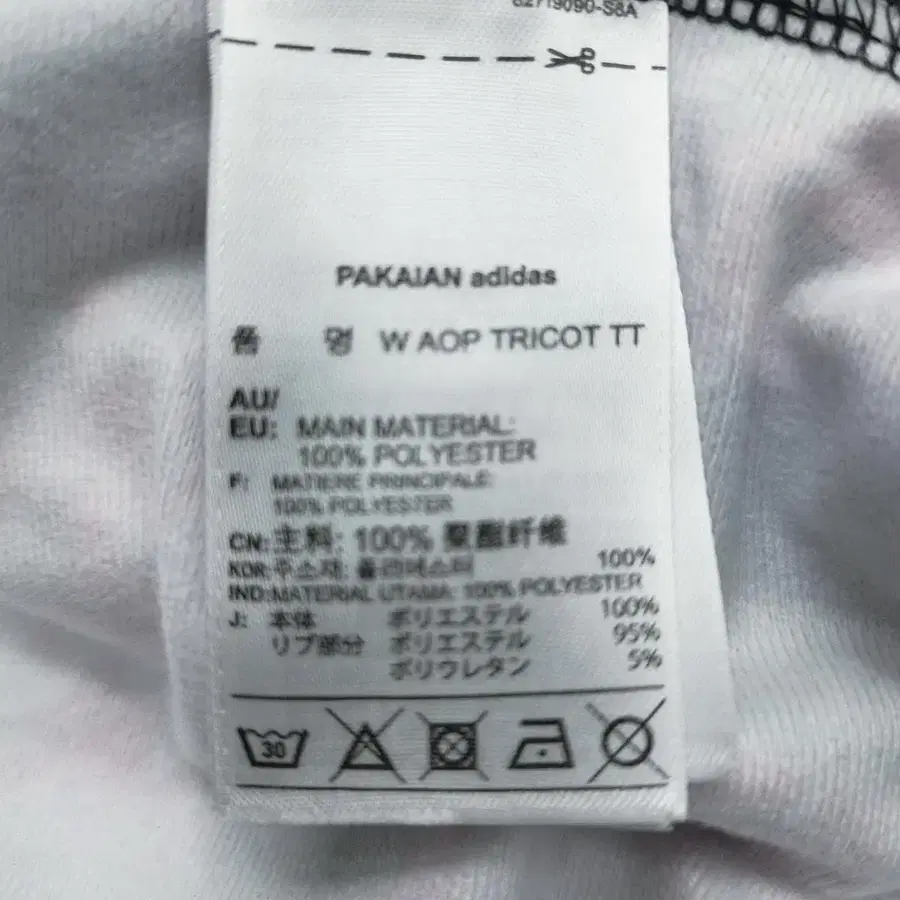 82719090-S8A
PAKAIAN adidas
품 명 W AOP TRICOT TT
AU/
EU: MAIN MATERIAL:
100% POLYESTER
F: MATIERE PRINCIPALE:
100% POLYESTER
CN: 主料: 100% 聚酯纤维
KOR: 주소재: 폴리에스터 100%
IND: MATERIAL UTAMA: 100% POLYESTER
J: 本体 ポリエステル 100%
リブ部分 ポリエステル 95%
ポリウレタン 5%
30